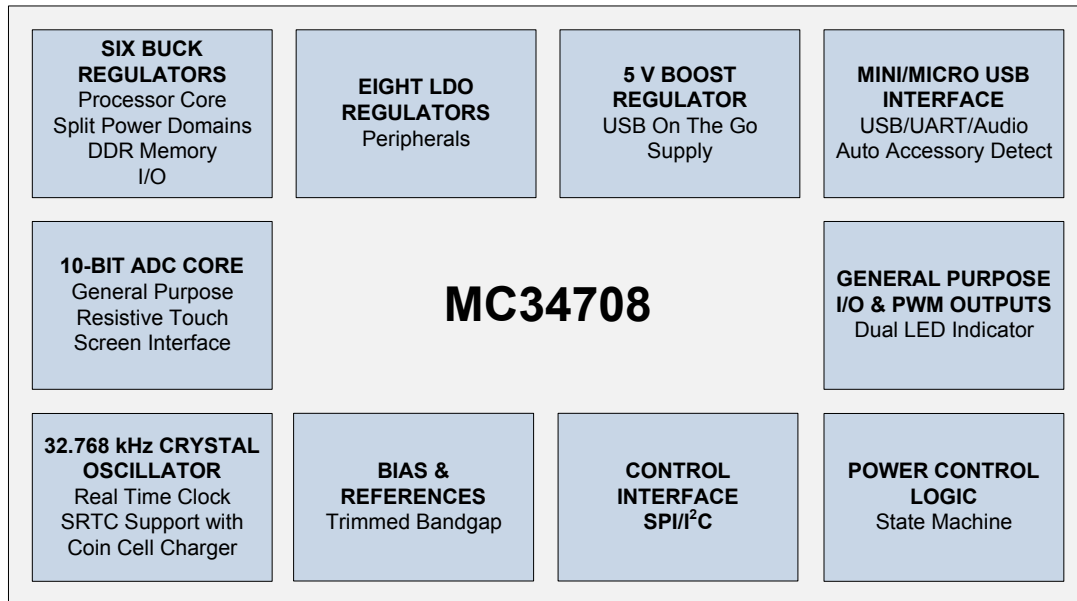 SIX BUCK
REGULATORS
Processor Core
Split Power Domains
DDR Memory
I/O
EIGHT LDO
REGULATORS
Peripherals
5 V BOOST
REGULATOR
USB On The Go
Supply
MINI/MICRO USB
INTERFACE
USB/UART/Audio
Auto Accessory Detect
10-BIT ADC CORE
General Purpose
Resistive Touch
Screen Interface
MC34708
GENERAL PURPOSE
I/O & PWM OUTPUTS
Dual LED Indicator
32.768 kHz CRYSTAL
OSCILLATOR
Real Time Clock
SRTC Support with
Coin Cell Charger
BIAS &
REFERENCES
Trimmed Bandgap
CONTROL
INTERFACE
SPI/I²C
POWER CONTROL
LOGIC
State Machine